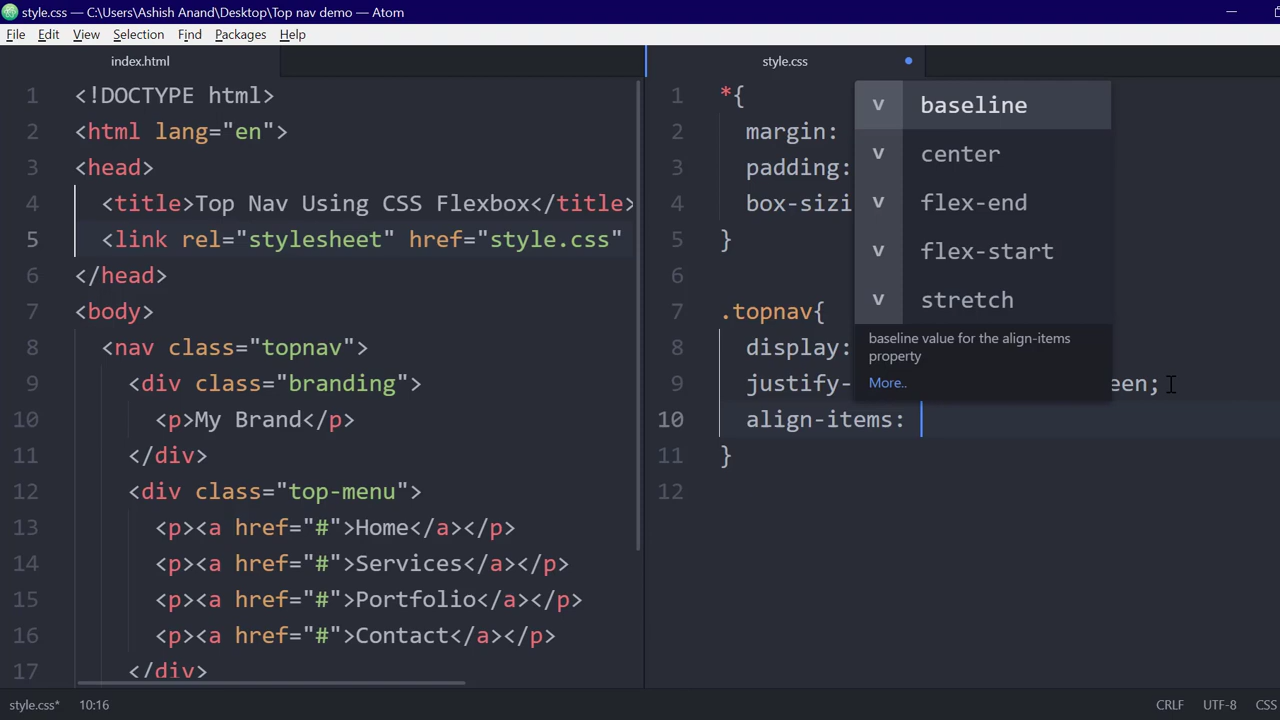 style.css — C:\Users\Ashish Anand\Desktop\Top nav demo — Atom
File Edit View Selection Find Packages Help
index.html
1 <!DOCTYPE html>
2 <html lang="en">
3 <head>
4 <title>Top Nav Using CSS Flexbox</title>
5 <link rel="stylesheet" href="style.css"
6 </head>
7 <body>
8 <nav class="topnav">
9 <div class="branding">
10 <p>My Brand</p>
11 </div>
12 <div class="top-menu">
13 <p><a href="#">Home</a></p>
14 <p><a href="#">Services</a></p>
15 <p><a href="#">Portfolio</a></p>
16 <p><a href="#">Contact</a></p>
17 </div>
style.css
1 *{
2 margin:
3 padding:
4 box-sizi
5 }
6
7 .topnav{
8 display:
9 justify- een;
10 align-items:
11 }
12
v baseline
v center
v flex-end
v flex-start
v stretch
baseline value for the align-items
property
More..
style.css* 10:16 CRLF UTF-8 CSS